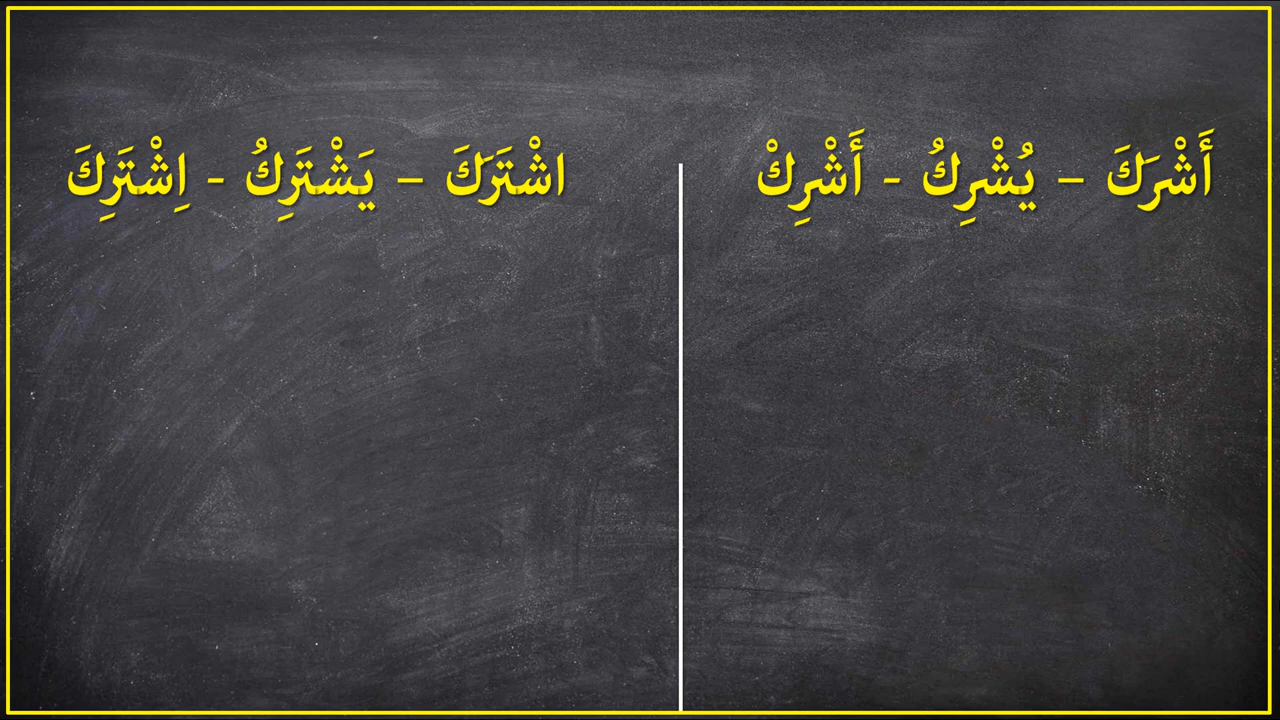 أَشْرَكَ – يُشْرِكُ - أَشْرِكْ
اشْتَرَكَ – يَشْتَرِكُ - اِشْتَرِكَ